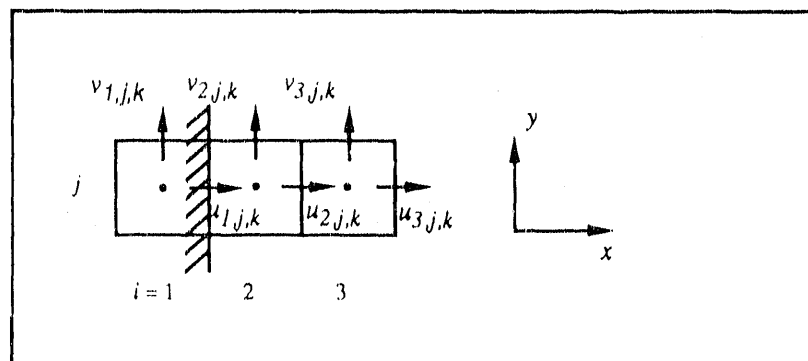 v1,j,k v2,j,k v3,j,k
y
j
u1,j,k u2,j,k u3,j,k
x
i = 1 2 3